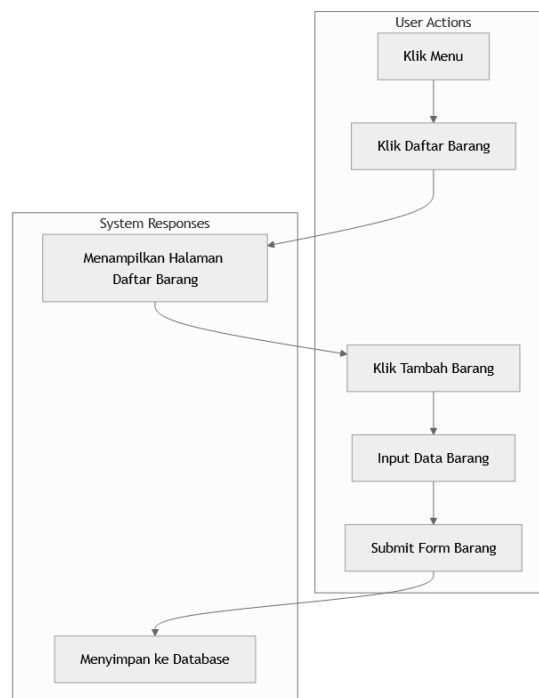 User Actions
Klik Menu
Klik Daftar Barang
System Responses
Menampilkan Halaman
Daftar Barang
Klik Tambah Barang
Input Data Barang
Submit Form Barang
Menyimpan ke Database